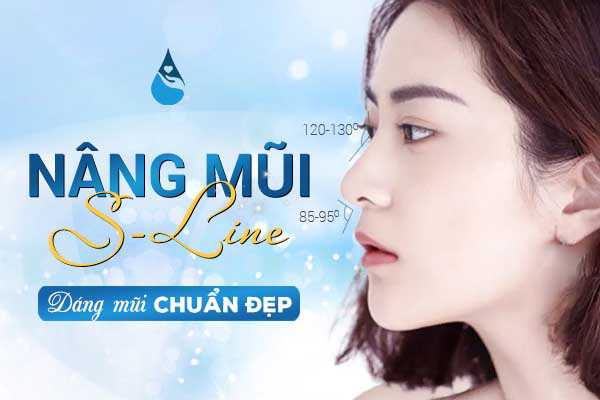 120-130º
NÂNG MŨI
S-Line
85-95º
Dáng mũi CHUẨN ĐẸP